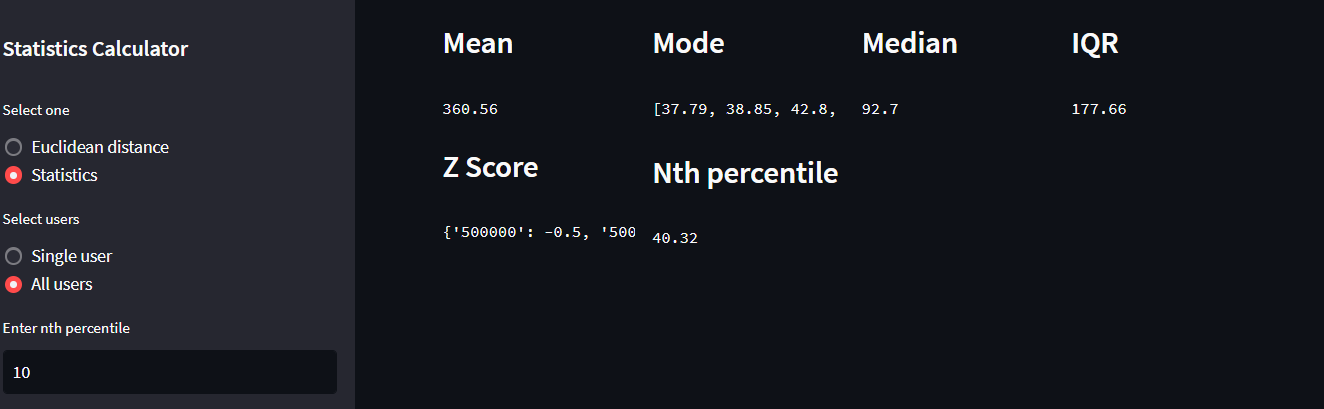 Statistics Calculator
Select one
Euclidean distance
Statistics
Select users
Single user
All users
Enter nth percentile
10
Mean
Mode
Median
IQR
360.56
[37.79, 38.85, 42.8,
92.7
177.66
Z Score
Nth percentile
{'500000': -0.5, '500
40.32